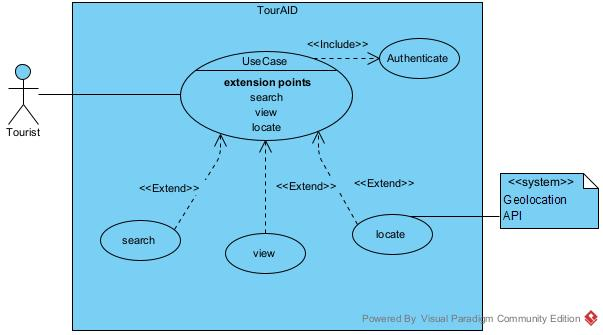 TourAID
<<Include>>
UseCase
Authenticate
extension points
search
view
locate
Tourist
<<Extend>>
<<Extend>>
<<Extend>>
<<system>>
Geolocation
API
search
view
locate
Powered By Visual Paradigm Community Edition